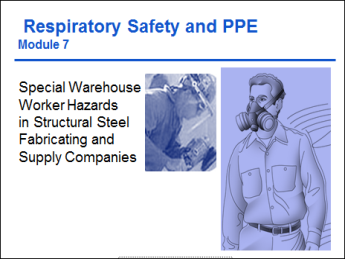 Respiratory Safety and PPE
Module 7
Special Warehouse
Worker Hazards
in Structural Steel
Fabricating and
Supply Companies